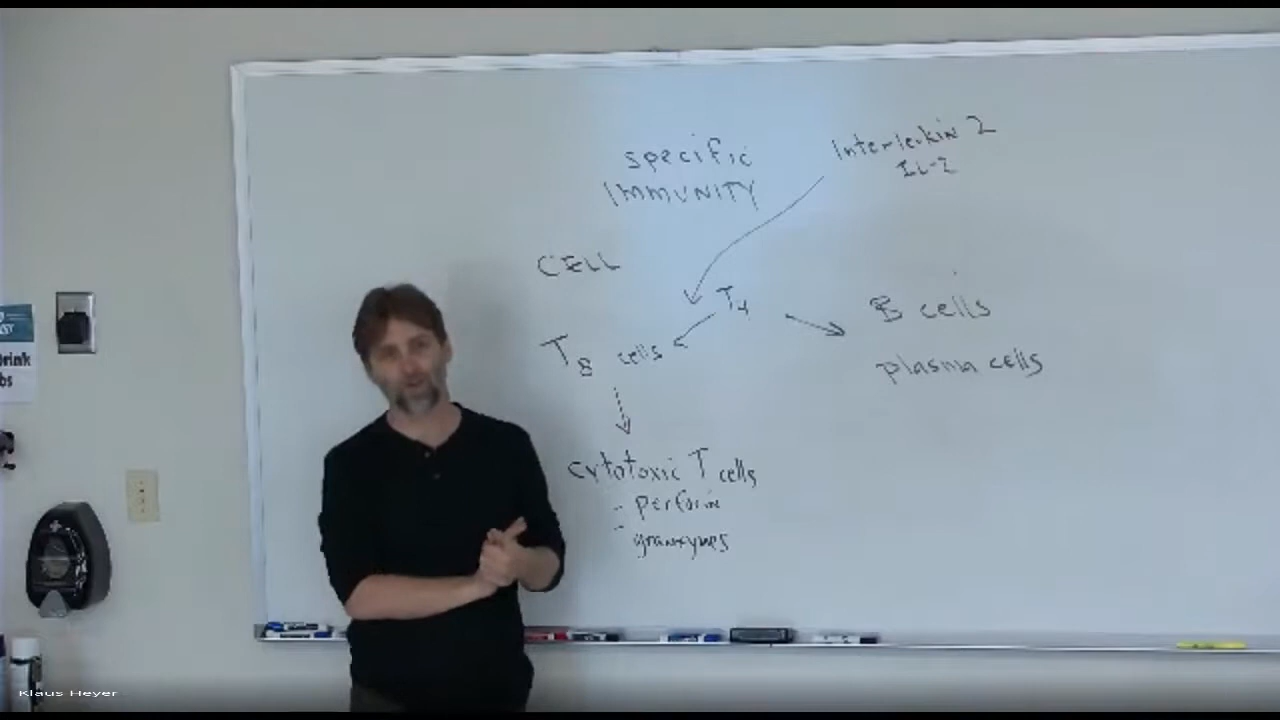 specific
IMMUNITY
Interleukin 2
IL-2
CELL
T4
B cells
T8 cells
plasma cells
cytotoxic T cells
- perforin
- granzymes
Klaus Heyer